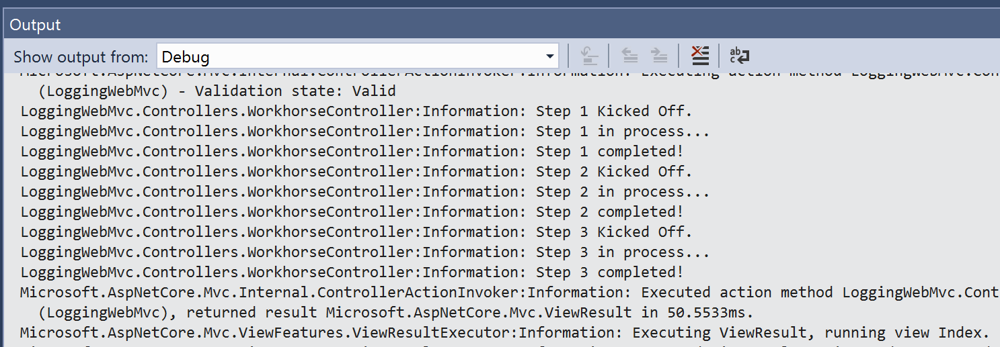 Output
Show output from: Debug
ab
c
Microsoft.AspNetCore.Mvc.Internal.ControllerActionInvoker:Information: Executing action method LoggingWebMvc.Con
(LoggingWebMvc) - Validation state: Valid
LoggingWebMvc.Controllers.WorkhorseController:Information: Step 1 Kicked Off.
LoggingWebMvc.Controllers.WorkhorseController:Information: Step 1 in process...
LoggingWebMvc.Controllers.WorkhorseController:Information: Step 1 completed!
LoggingWebMvc.Controllers.WorkhorseController:Information: Step 2 Kicked Off.
LoggingWebMvc.Controllers.WorkhorseController:Information: Step 2 in process...
LoggingWebMvc.Controllers.WorkhorseController:Information: Step 2 completed!
LoggingWebMvc.Controllers.WorkhorseController:Information: Step 3 Kicked Off.
LoggingWebMvc.Controllers.WorkhorseController:Information: Step 3 in process...
LoggingWebMvc.Controllers.WorkhorseController:Information: Step 3 completed!
Microsoft.AspNetCore.Mvc.Internal.ControllerActionInvoker:Information: Executed action method LoggingWebMvc.Cont
(LoggingWebMvc), returned result Microsoft.AspNetCore.Mvc.ViewResult in 50.5533ms.
Microsoft.AspNetCore.Mvc.ViewFeatures.ViewResultExecutor:Information: Executing ViewResult, running view Index.